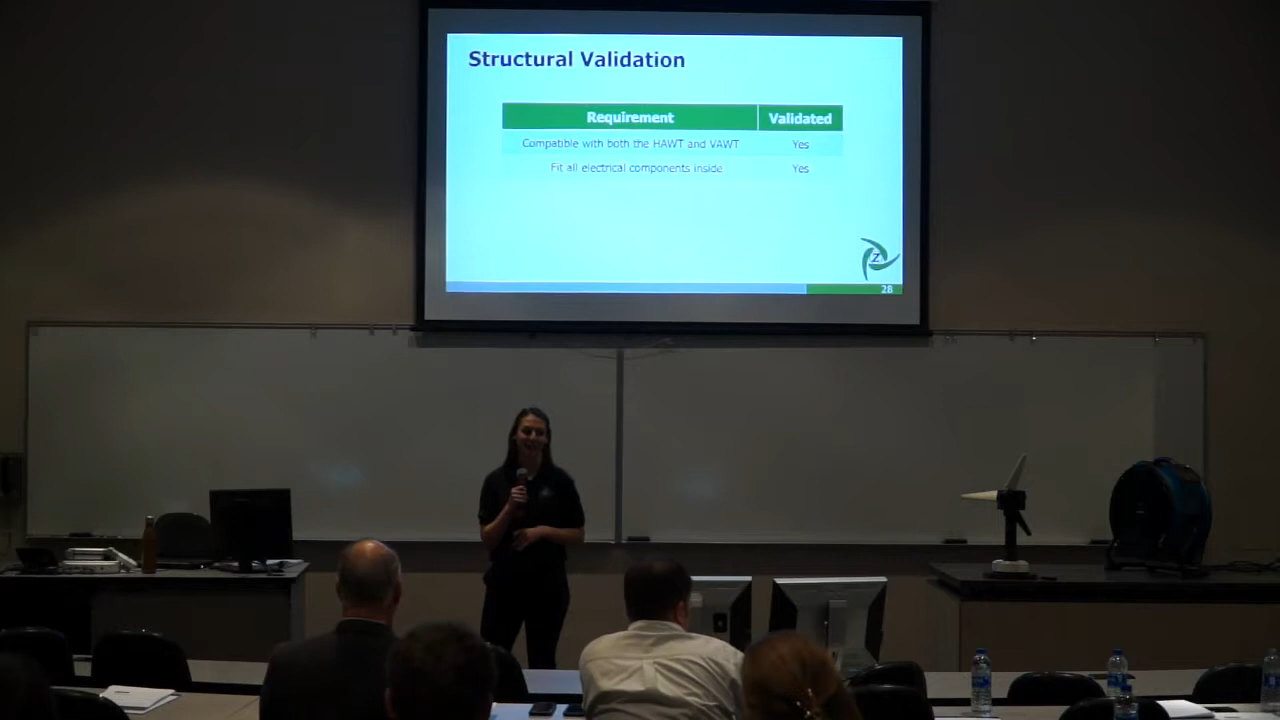 Structural Validation
Requirement Validated
Compatible with both the HAWT and VAWT Yes
Fit all electrical components inside Yes
Z
28